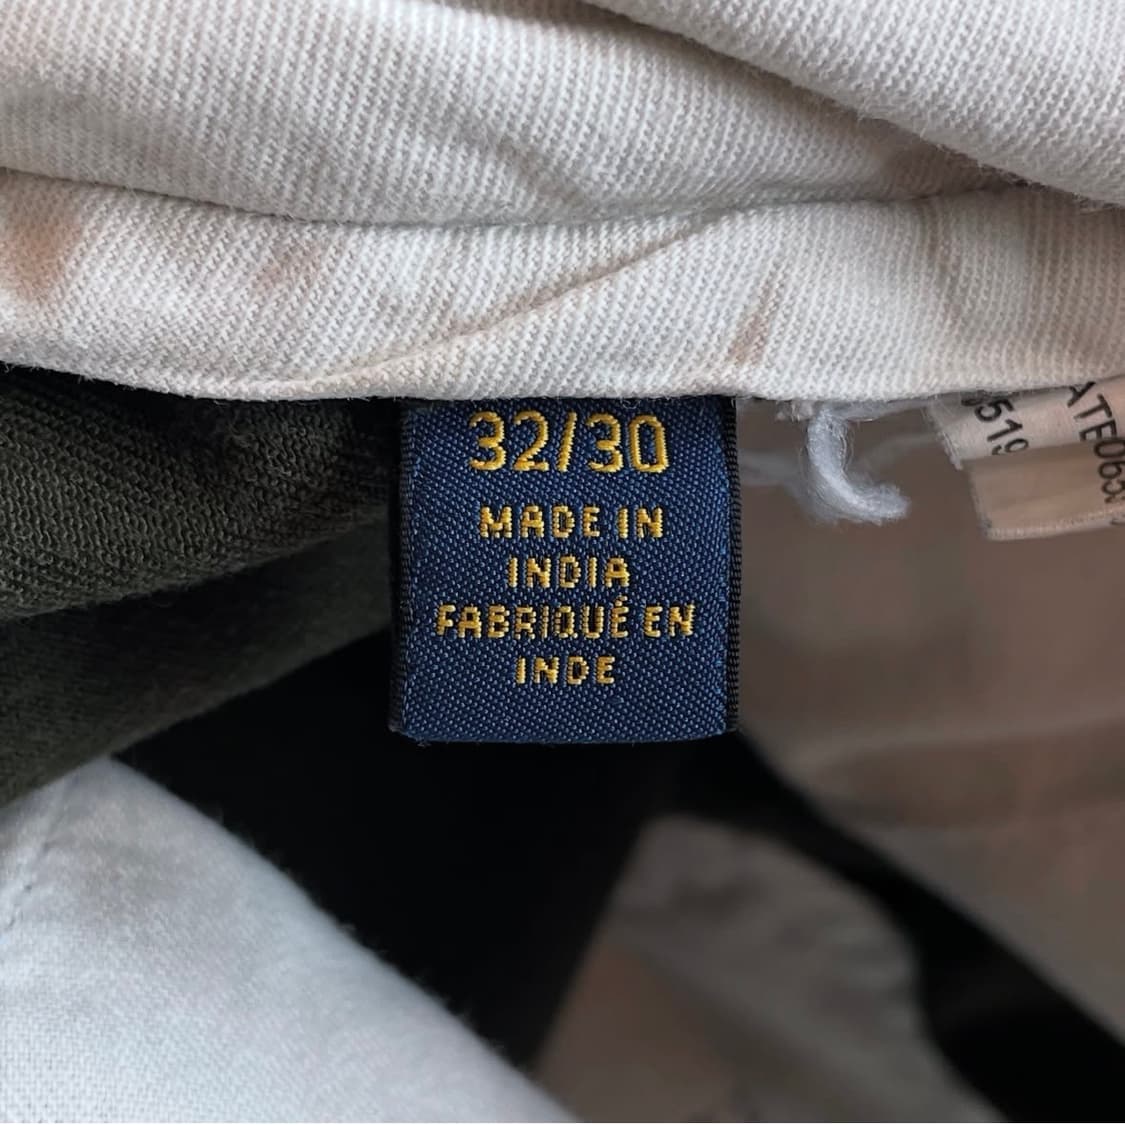 32/30
MADE IN
INDIA
FABRIQUÉ EN
INDE